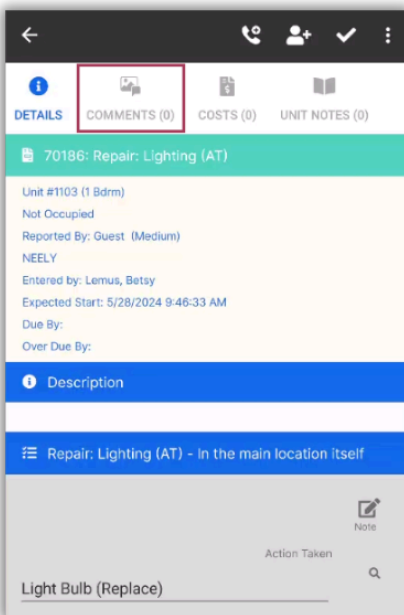 DETAILS COMMENTS (0) COSTS (0) UNIT NOTES (0)
70186: Repair: Lighting (AT)
Unit #1103 (1 Bdrm)
Not Occupied
Reported By: Guest (Medium)
NEELY
Entered by: Lemus, Betsy
Expected Start: 5/28/2024 9:46:33 AM
Due By:
Over Due By:
Description
Repair: Lighting (AT) - In the main location itself
Note
Action Taken
Light Bulb (Replace)